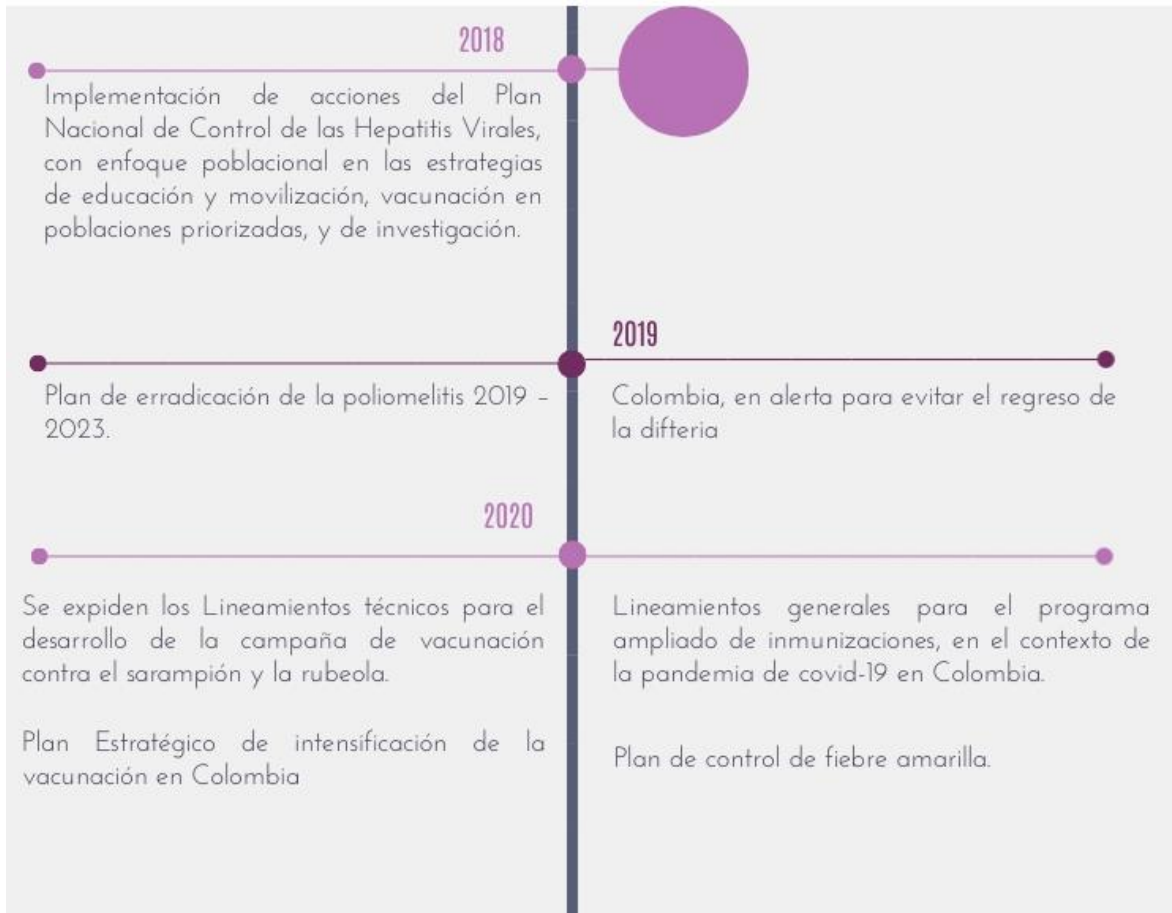 2018
Implementación de acciones del Plan
Nacional de Control de las Hepatitis Virales,
con enfoque poblacional en las estrategias
de educación y movilización, vacunación en
poblaciones priorizadas, y de investigación.
2019
Plan de erradicación de la poliomelitis 2019 –
2023.
Colombia, en alerta para evitar el regreso de
la difteria
2020
Se expiden los Lineamientos técnicos para el
desarrollo de la campaña de vacunación
contra el sarampión y la rubeola.
Plan Estratégico de intensificación de la
vacunación en Colombia
Lineamientos generales para el programa
ampliado de inmunizaciones, en el contexto de
la pandemia de covid-19 en Colombia.
Plan de control de fiebre amarilla.